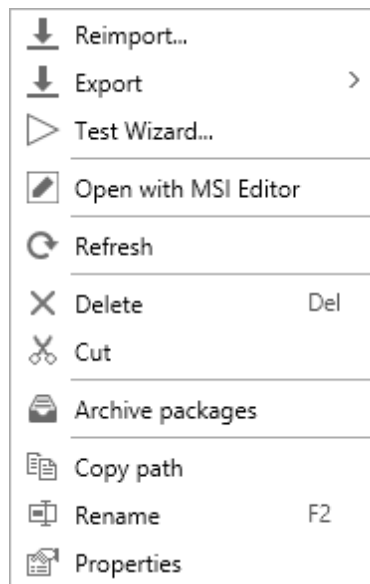 Reimport...
Export
Test Wizard...
Open with MSI Editor
Refresh
Delete Del
Cut
Archive packages
Copy path
Rename F2
Properties